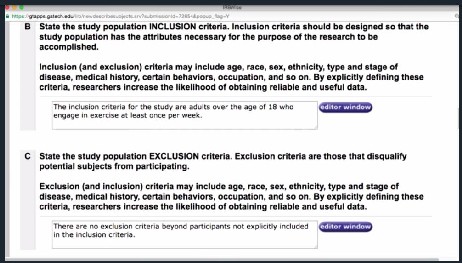 B State the study population INCLUSION criteria. Inclusion criteria should be designed so that the
study population has the attributes necessary for the purpose of the research to be
accomplished.
Inclusion (and exclusion) criteria may include age, race, sex, ethnicity, type and stage of
disease, medical history, certain behaviors, occupation, and so on. By explicitly defining these
criteria, researchers increase the likelihood of obtaining reliable and useful data.
The inclusion criteria for the study are adults over the age of 18 who
engage in exercise at least once per week.
editor window
C State the study population EXCLUSION criteria. Exclusion criteria are those that disqualify
potential subjects from participating.
Exclusion (and inclusion) criteria may include age, race, sex, ethnicity, type and stage of
disease, medical history, certain behaviors, occupation, and so on. By explicitly defining these
criteria, researchers increase the likelihood of obtaining reliable and useful data.
There are no exclusion criteria beyond participants not explicitly included
in the inclusion criteria.
editor window